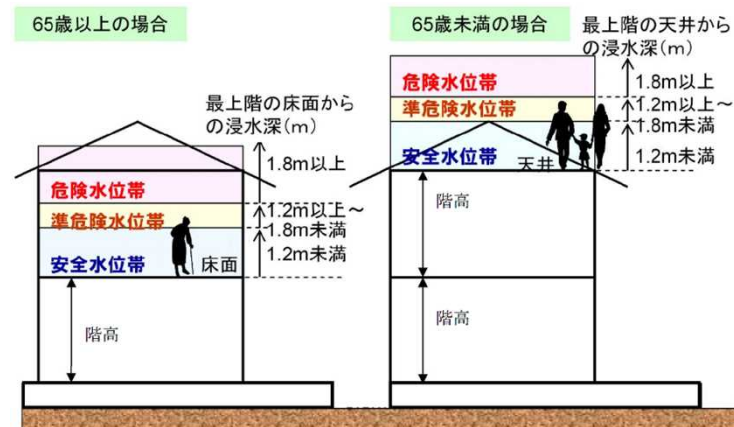 65歳以上の場合
最上階の床面から
の浸水深(m)
1.8m以上
危険水位帯
1.2m以上～
準危険水位帯
1.8m未満
安全水位帯
床面
1.2m未満
階高
65歳未満の場合
最上階の天井から
の浸水深(m)
危険水位帯
1.8m以上
準危険水位帯
1.2m以上～
1.8m未満
安全水位帯
天井
1.2m未満
階高
階高